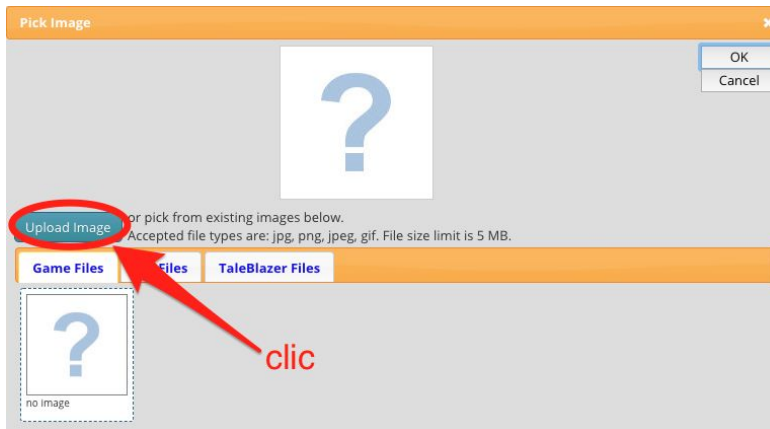 Pick Image
OK
Cancel
Upload Image
or pick from existing images below.
Accepted file types are: jpg, png, jpeg, gif. File size limit is 5 MB.
Game Files
Files
TaleBlazer Files
clic
no image